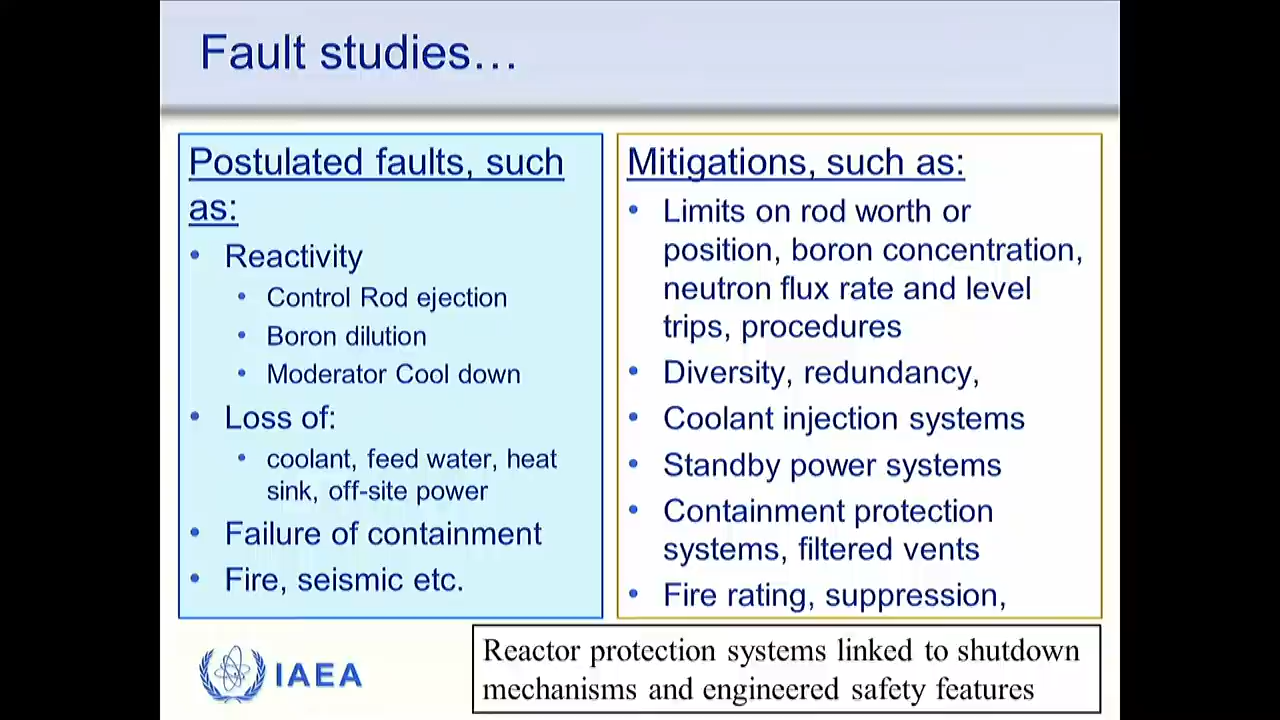 Fault studies…
Postulated faults, such
as:
• Reactivity
• Control Rod ejection
• Boron dilution
• Moderator Cool down
• Loss of:
• coolant, feed water, heat
sink, off-site power
• Failure of containment
• Fire, seismic etc.
Mitigations, such as:
• Limits on rod worth or
position, boron concentration,
neutron flux rate and level
trips, procedures
• Diversity, redundancy,
• Coolant injection systems
• Standby power systems
• Containment protection
systems, filtered vents
• Fire rating, suppression,
IAEA
Reactor protection systems linked to shutdown
mechanisms and engineered safety features